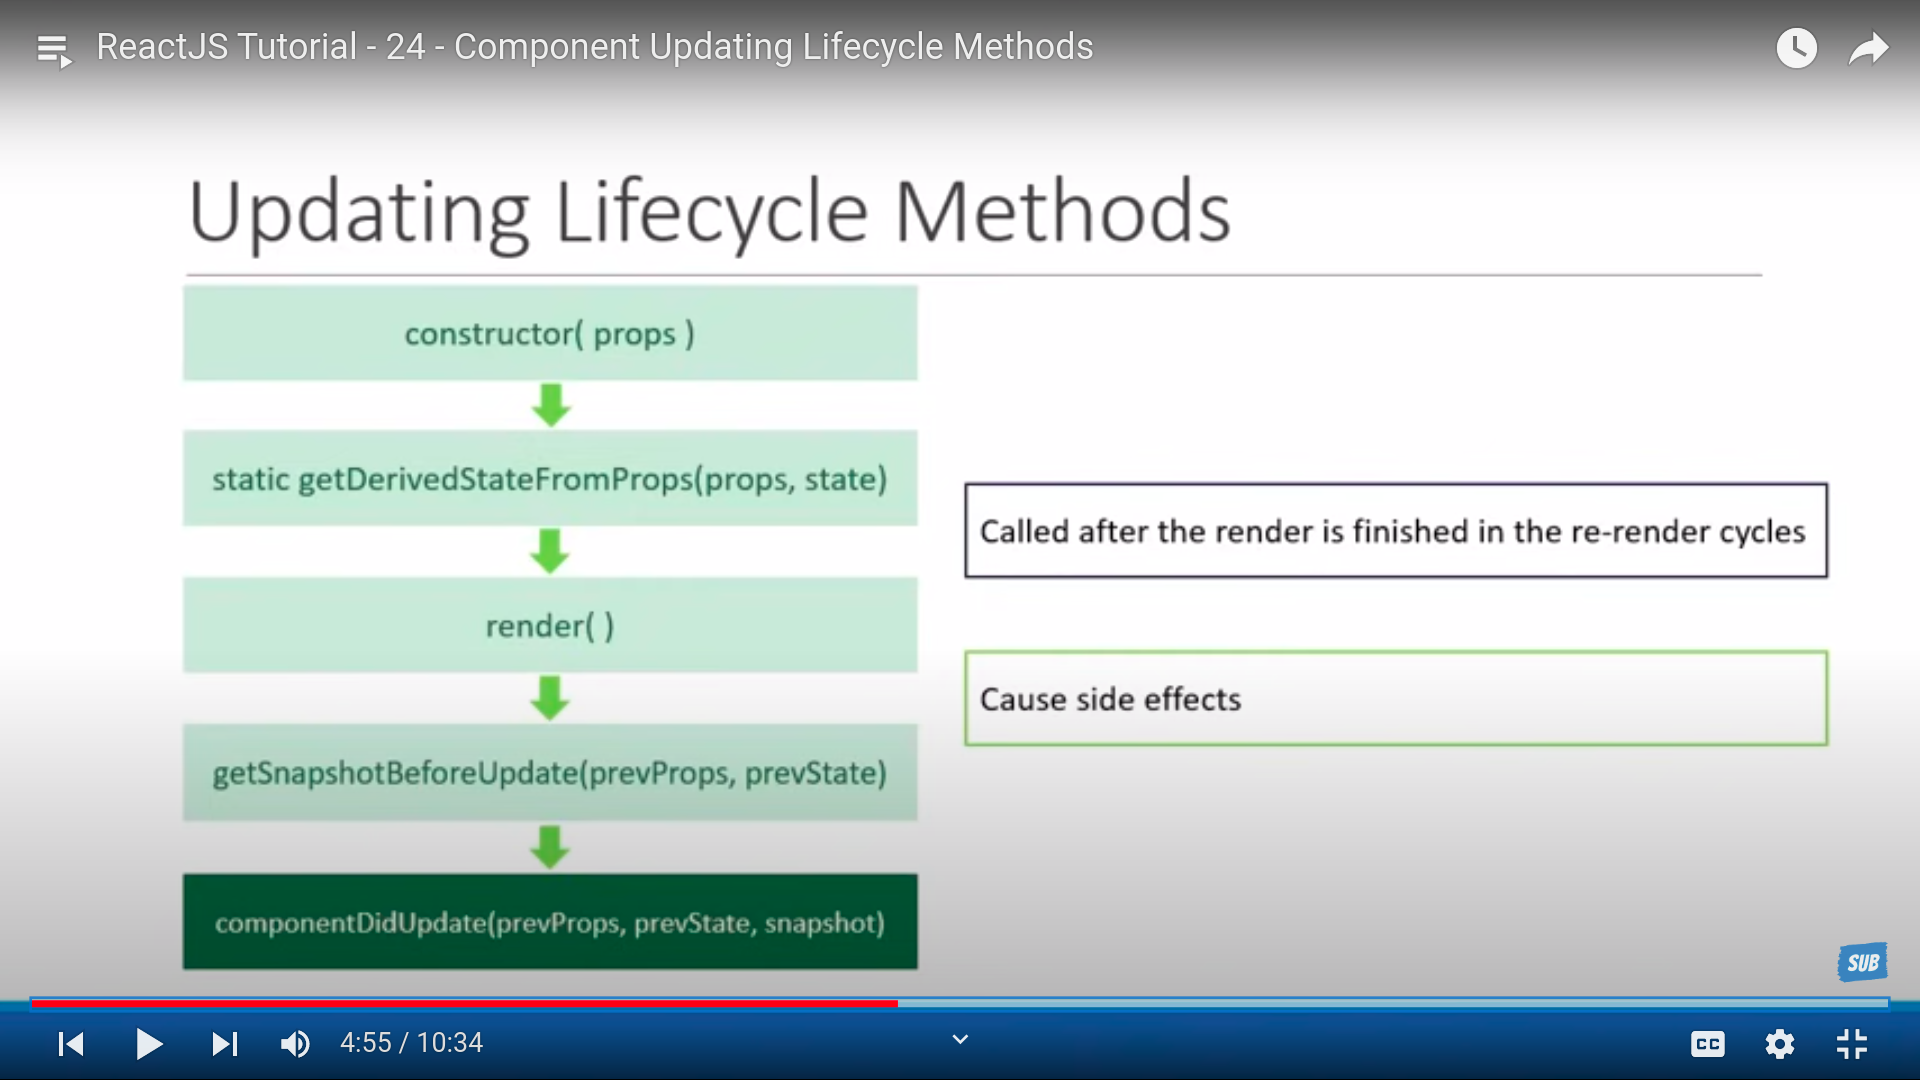 ReactJS Tutorial - 24 - Component Updating Lifecycle Methods
Updating Lifecycle Methods
constructor( props )
static getDerivedStateFromProps(props, state)
render( )
getSnapshotBeforeUpdate(prevProps, prevState)
componentDidUpdate(prevProps, prevState, snapshot)
Called after the render is finished in the re-render cycles
Cause side effects
SUB
4:55 / 10:34
CC